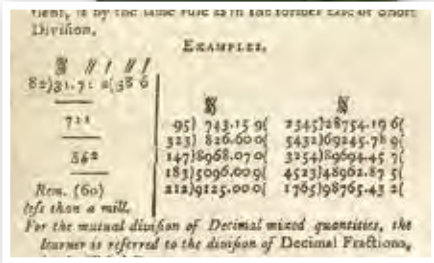 vient, is by the same rule as in the former case of Short
Diviſion.
EXAMPLES.
82)31.71 2(38 6
95) 743.15 9( 2345)28754.19 6(
712
323) 826.60 0( 5432)69245.78 9(
562 147)8968.07 0( 3254)89694.45 7(
183)5096.00 9( 4523)48962.87 5(
Rem. (60) 212)9125.00 0( 1765)98765.43 2(
leſs than a mill.
For the mutual diviſion of Decimal mixed quantities, the
learner is referred to the diviſion of Decimal Fractions,